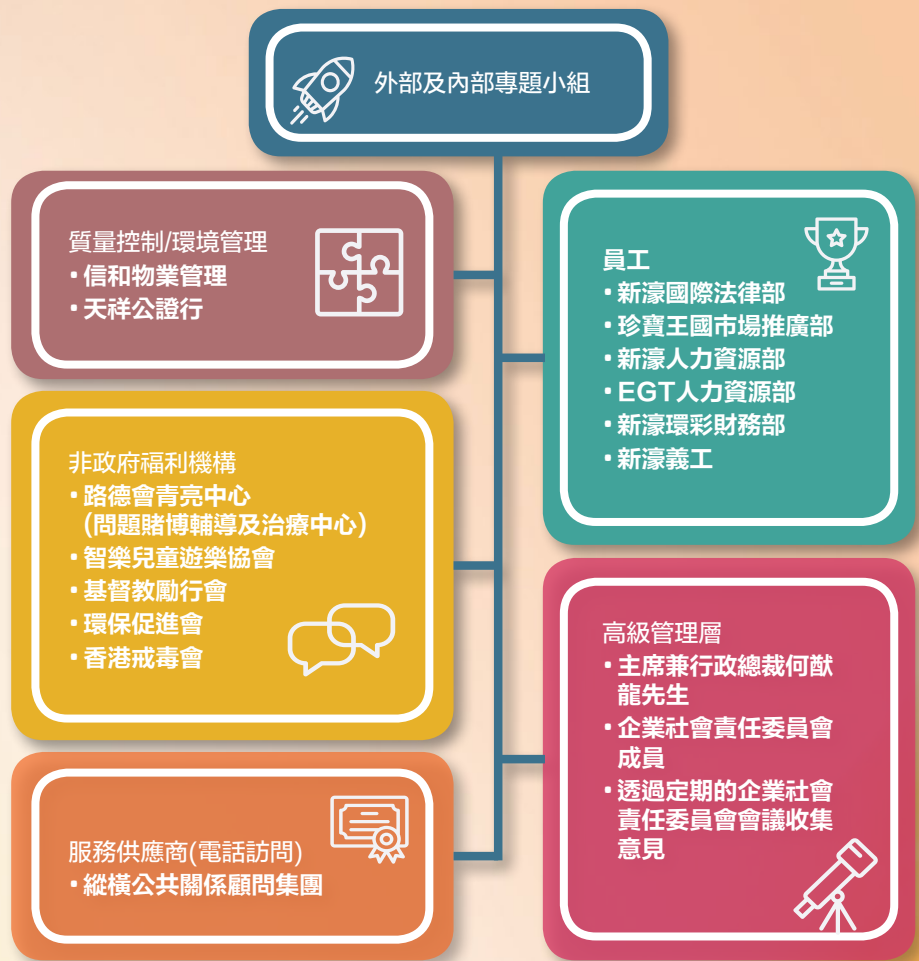 外部及內部專題小組
質量控制/環境管理
·信和物業管理
·天祥公證行
非政府福利機構
·路德會青亮中心
(問題賭博輔導及治療中心)
·智樂兒童遊樂協會
·基督教勵行會
·環保促進會
·香港戒毒會
服務供應商(電話訪問)
·縱橫公共關係顧問集團
員工
·新濠國際法律部
·珍寶王國市場推廣部
·新濠人力資源部
·EGT人力資源部
·新濠環彩財務部
·新濠義工
高級管理層
·主席兼行政總裁何猷
龍先生
·企業社會責任委員會
成員
·透過定期的企業社會
責任委員會會議收集
意見